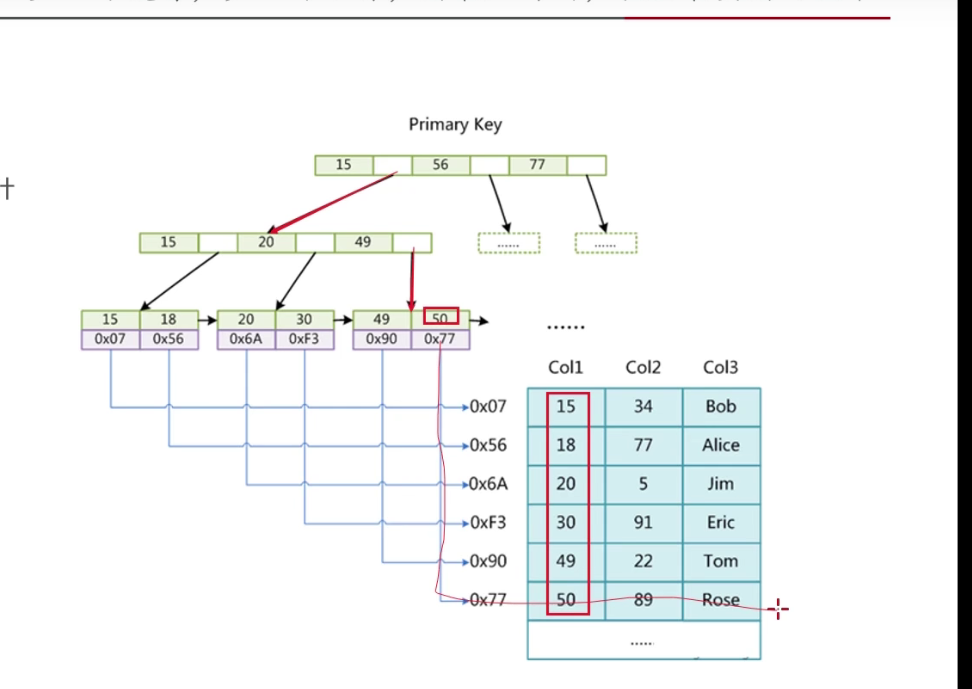 Primary Key
15 56 77
15 20 49 ...... ......
15 18 20 30 49 50
0x07 0x56 0x6A 0xF3 0x90 0x77
......
Col1 Col2 Col3
0x07 15 34 Bob
0x56 18 77 Alice
0x6A 20 5 Jim
0xF3 30 91 Eric
0x90 49 22 Tom
0x77 50 89 Rose
......